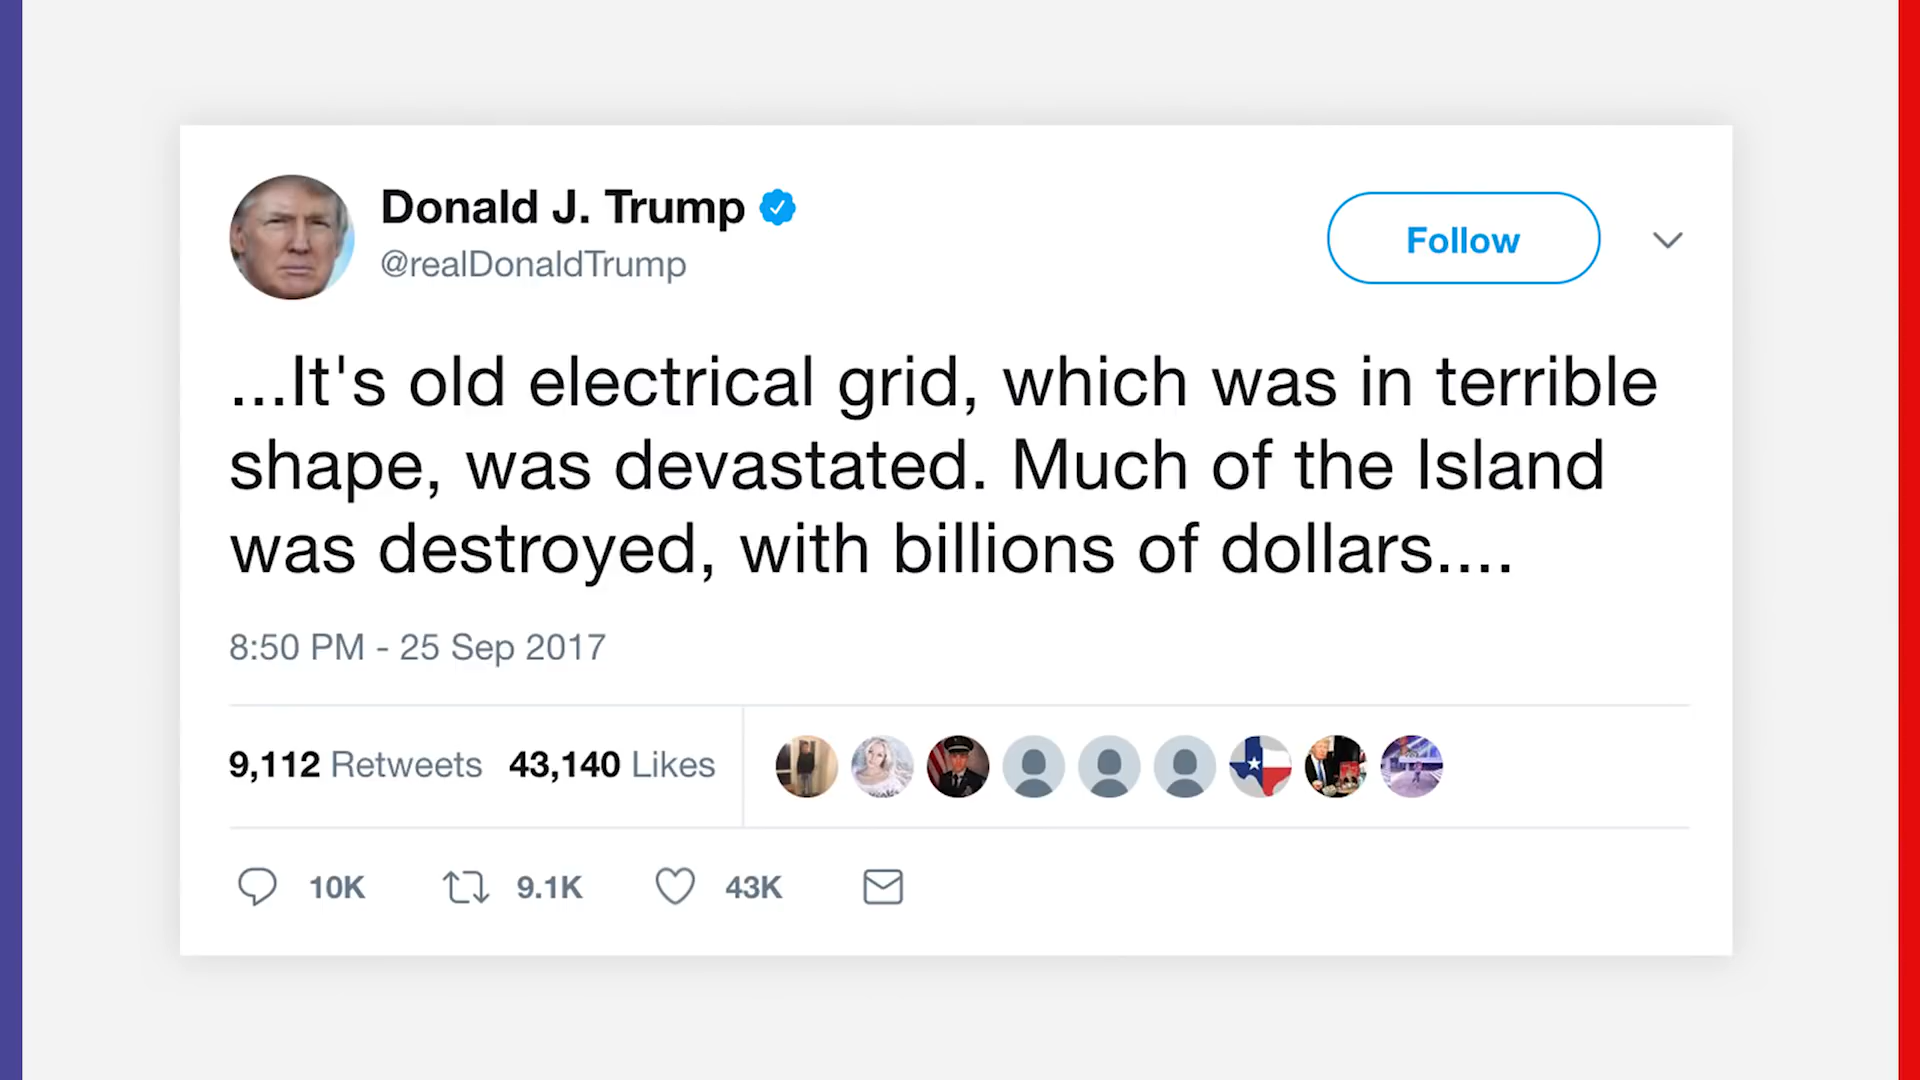 Donald J. Trump
@realDonaldTrump
Follow
...It's old electrical grid, which was in terrible
shape, was devastated. Much of the Island
was destroyed, with billions of dollars....
8:50 PM - 25 Sep 2017
9,112 Retweets 43,140 Likes
10K 9.1K 43K